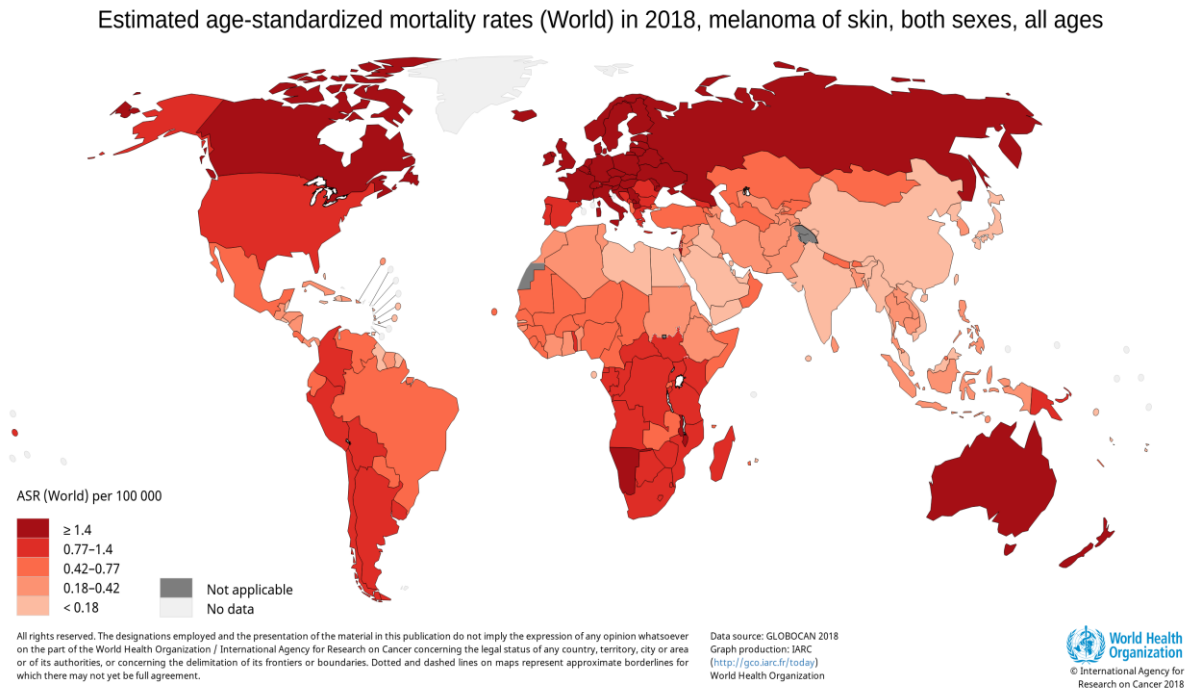 Estimated age-standardized mortality rates (World) in 2018, melanoma of skin, both sexes, all ages
ASR (World) per 100 000
≥ 1.4
0.77–1.4
0.42–0.77
0.18–0.42
< 0.18
Not applicable
No data
All rights reserved. The designations employed and the presentation of the material in this publication do not imply the expression of any opinion whatsoever
on the part of the World Health Organization / International Agency for Research on Cancer concerning the legal status of any country, territory, city or area
or of its authorities, or concerning the delimitation of its frontiers or boundaries. Dotted and dashed lines on maps represent approximate borderlines for
which there may not yet be full agreement.
Data source: GLOBOCAN 2018
Graph production: IARC
(http://gco.iarc.fr/today)
World Health Organization
World Health
Organization
© International Agency for
Research on Cancer 2018